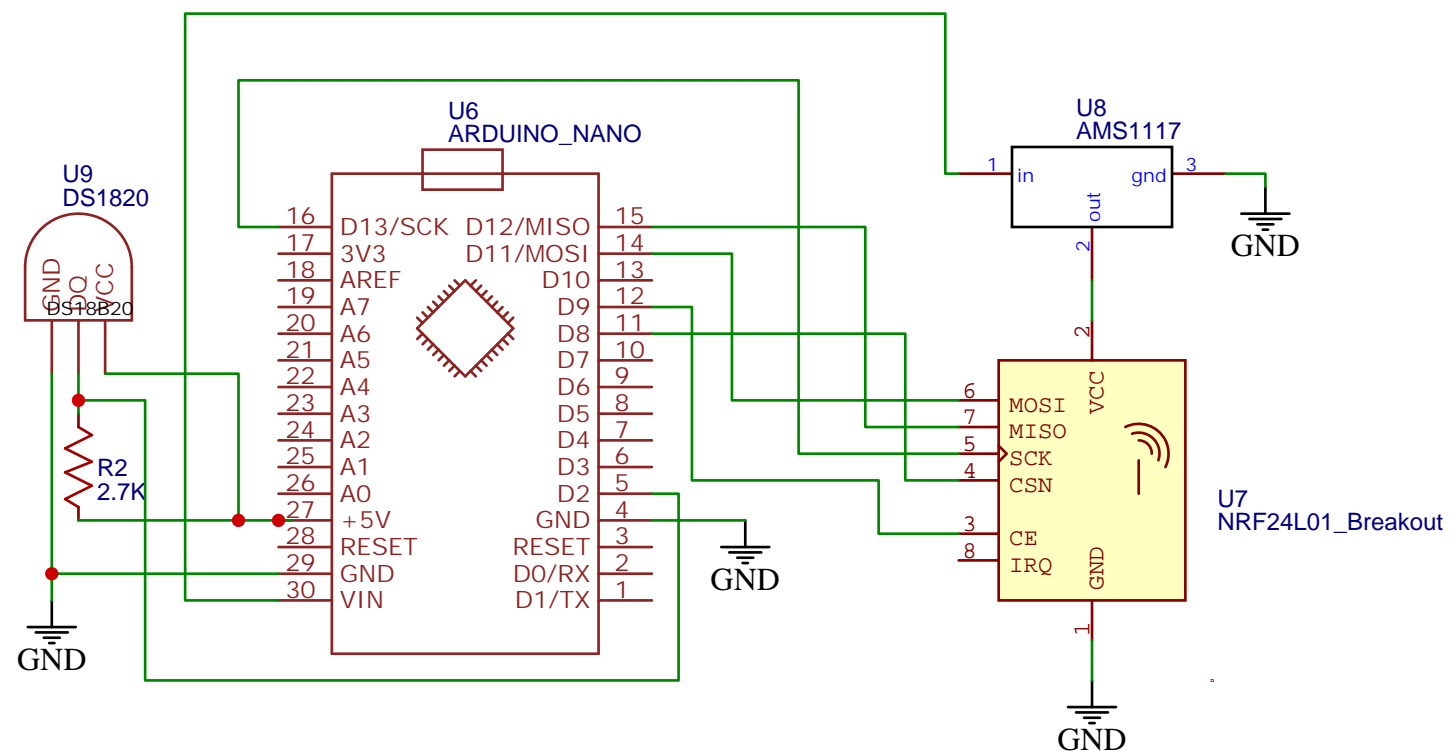 U6
ARDUINO_NANO
U8
AMS1117
U9
DS1820
1
in
gnd
3
out
2
GND
GND
DQ
VCC
DS18B20
16
D13/SCK
D12/MISO
15
17
3V3
D11/MOSI
14
18
AREF
D10
13
19
A7
D9
12
20
A6
D8
11
21
A5
D7
10
22
A4
D6
9
23
A3
D5
8
24
A2
D4
7
25
A1
D3
6
26
A0
D2
5
27
+5V
GND
4
28
RESET
RESET
3
29
GND
D0/RX
2
30
VIN
D1/TX
1
R2
2.7K
GND
GND
2
VCC
6
MOSI
7
MISO
5
SCK
4
CSN
3
CE
8
IRQ
GND
1
U7
NRF24L01_Breakout
GND